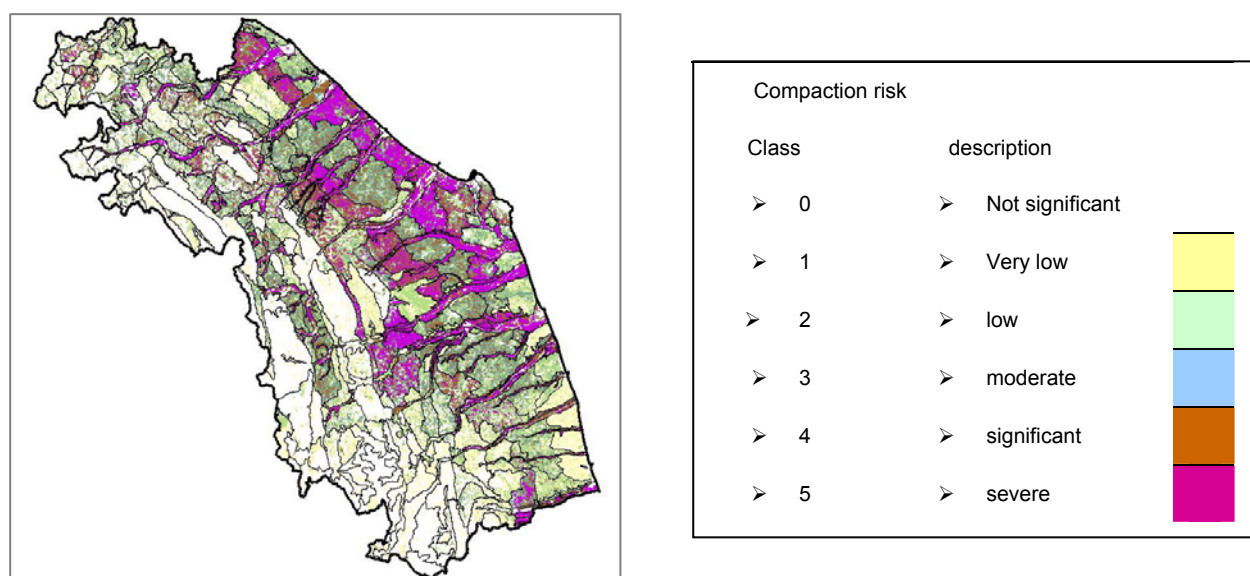 Compaction risk
Class description
➢ 0 ➢ Not significant
➢ 1 ➢ Very low
➢ 2 ➢ low
➢ 3 ➢ moderate
➢ 4 ➢ significant
➢ 5 ➢ severe